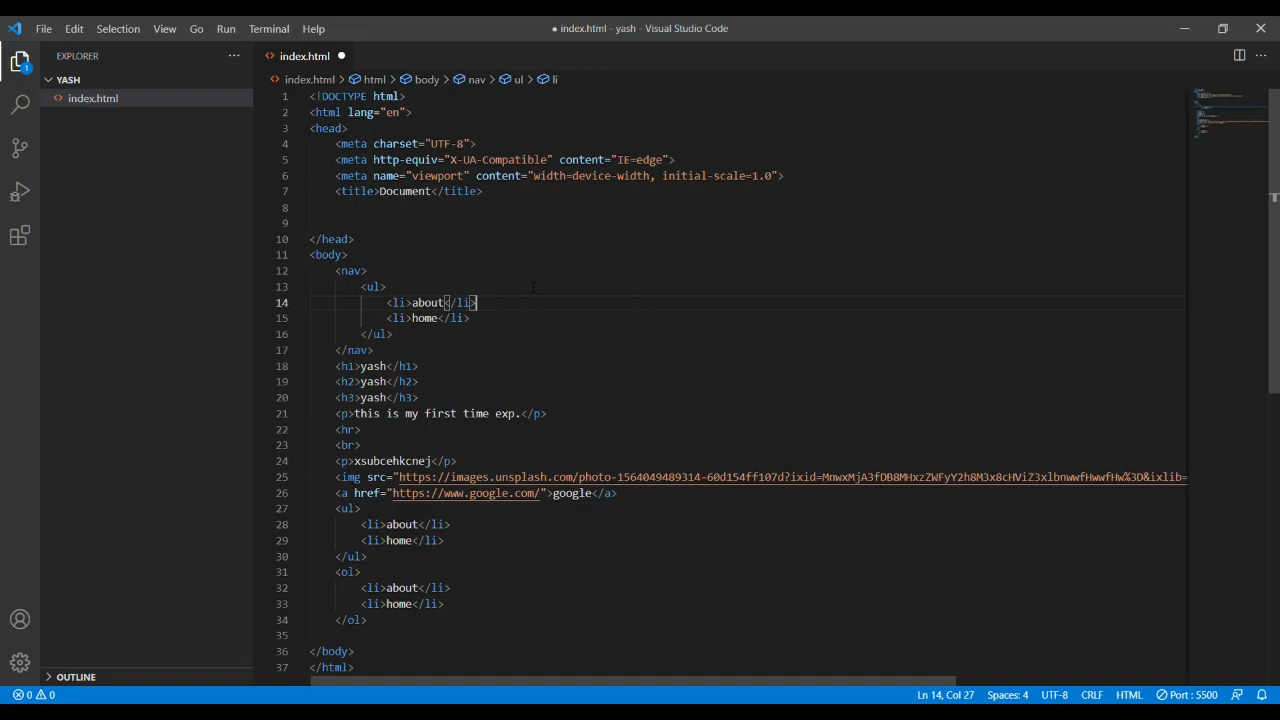 File Edit Selection View Go Run Terminal Help
● index.html - yash - Visual Studio Code
EXPLORER
index.html
YASH
index.html > html > body > nav > ul > li
index.html
1 <!DOCTYPE html>
2 <html lang="en">
3 <head>
4 <meta charset="UTF-8">
5 <meta http-equiv="X-UA-Compatible" content="IE=edge">
6 <meta name="viewport" content="width=device-width, initial-scale=1.0">
7 <title>Document</title>
8
9
10 </head>
11 <body>
12 <nav>
13 <ul>
14 <li>about</li>
15 <li>home</li>
16 </ul>
17 </nav>
18 <h1>yash</h1>
19 <h2>yash</h2>
20 <h3>yash</h3>
21 <p>this is my first time exp.</p>
22 <hr>
23 <br>
24 <p>xsubcehkcnej</p>
25 <img src="https://images.unsplash.com/photo-1564049489314-60d154ff107d?ixid=MnwxMjA3fDB8MHxzZWFyY2h8M3x8cHViZ3xlbnwwfHwwfHw%3D&ixlib=
26 <a href="https://www.google.com/">google</a>
27 <ul>
28 <li>about</li>
29 <li>home</li>
30 </ul>
31 <ol>
32 <li>about</li>
33 <li>home</li>
34 </ol>
35
36 </body>
37 </html>
1
OUTLINE
0 0
Ln 14, Col 27 Spaces: 4 UTF-8 CRLF HTML Port : 5500